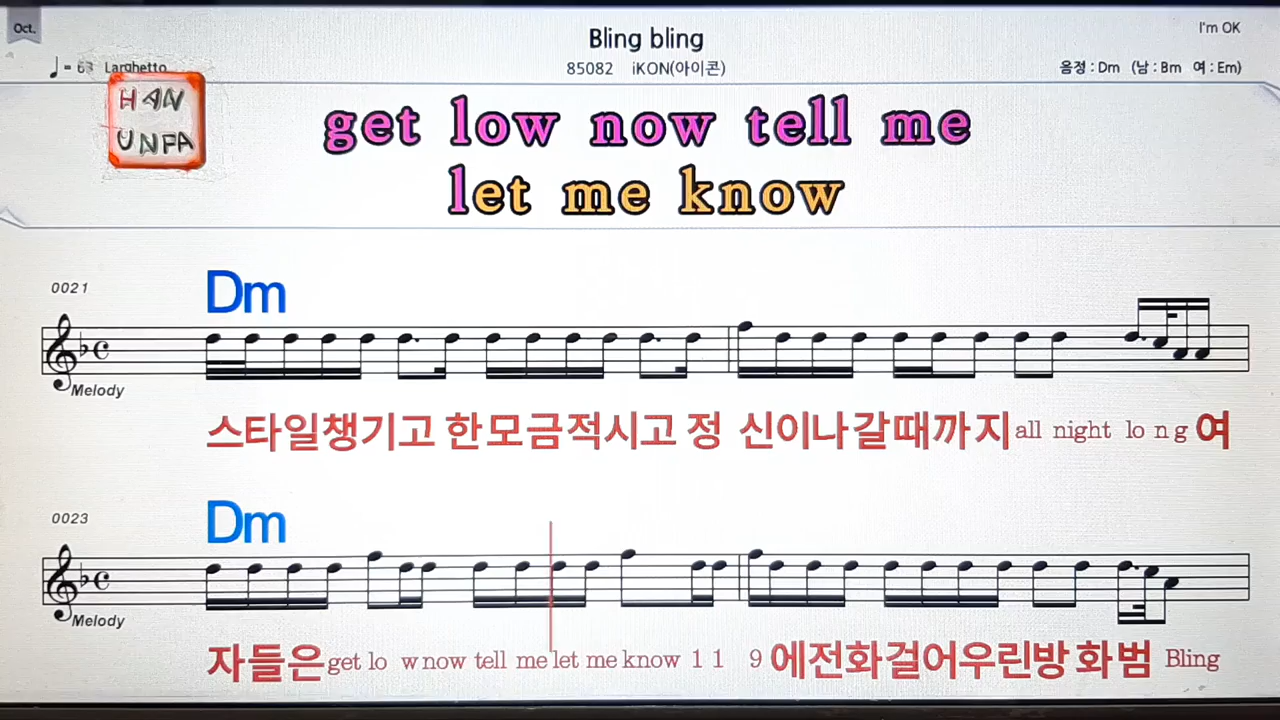 Oct.
Bling bling
I'm OK
♩= 63 Larghetto
85082 iKON(아이콘)
음정 : Dm (남 : Bm 여 : Em)
HAN
UNFA
get low now tell me
let me know
0021
Dm
Melody
스타일챙기고 한모금적시고 정 신이나갈때까지 all night lo n g 여
0023
Dm
Melody
자들은 get lo w now tell me let me know 1 1 9 에전화걸어우린방화범 Bling